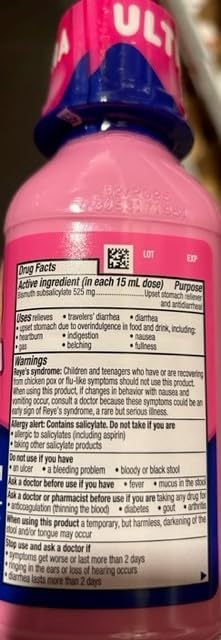 ULT
LOT EXP
Drug Facts
Active ingredient (in each 15 mL dose) Purpose
Bismuth subsalicylate 525 mg Upset stomach reliever
and antidiarrheal
Uses relieves • travelers' diarrhea • diarrhea
• upset stomach due to overindulgence in food and drink, including:
• heartburn • indigestion • nausea
• gas • belching • fullness
Warnings
Reye's syndrome: Children and teenagers who have or are recovering
from chicken pox or flu-like symptoms should not use this product.
When using this product, if changes in behavior with nausea and
vomiting occur, consult a doctor because these symptoms could be an
early sign of Reye's syndrome, a rare but serious illness.
Allergy alert: Contains salicylate. Do not take if you are
• allergic to salicylates (including aspirin)
• taking other salicylate products
Do not use if you have
• an ulcer • a bleeding problem • bloody or black stool
Ask a doctor before use if you have • fever • mucus in the stool
Ask a doctor or pharmacist before use if you are taking any drug for
• anticoagulation (thinning the blood) • diabetes • gout • arthritis
When using this product a temporary, but harmless, darkening of the
stool and/or tongue may occur
Stop use and ask a doctor if
• symptoms get worse or last more than 2 days
• ringing in the ears or loss of hearing occurs
• diarrhea lasts more than 2 days